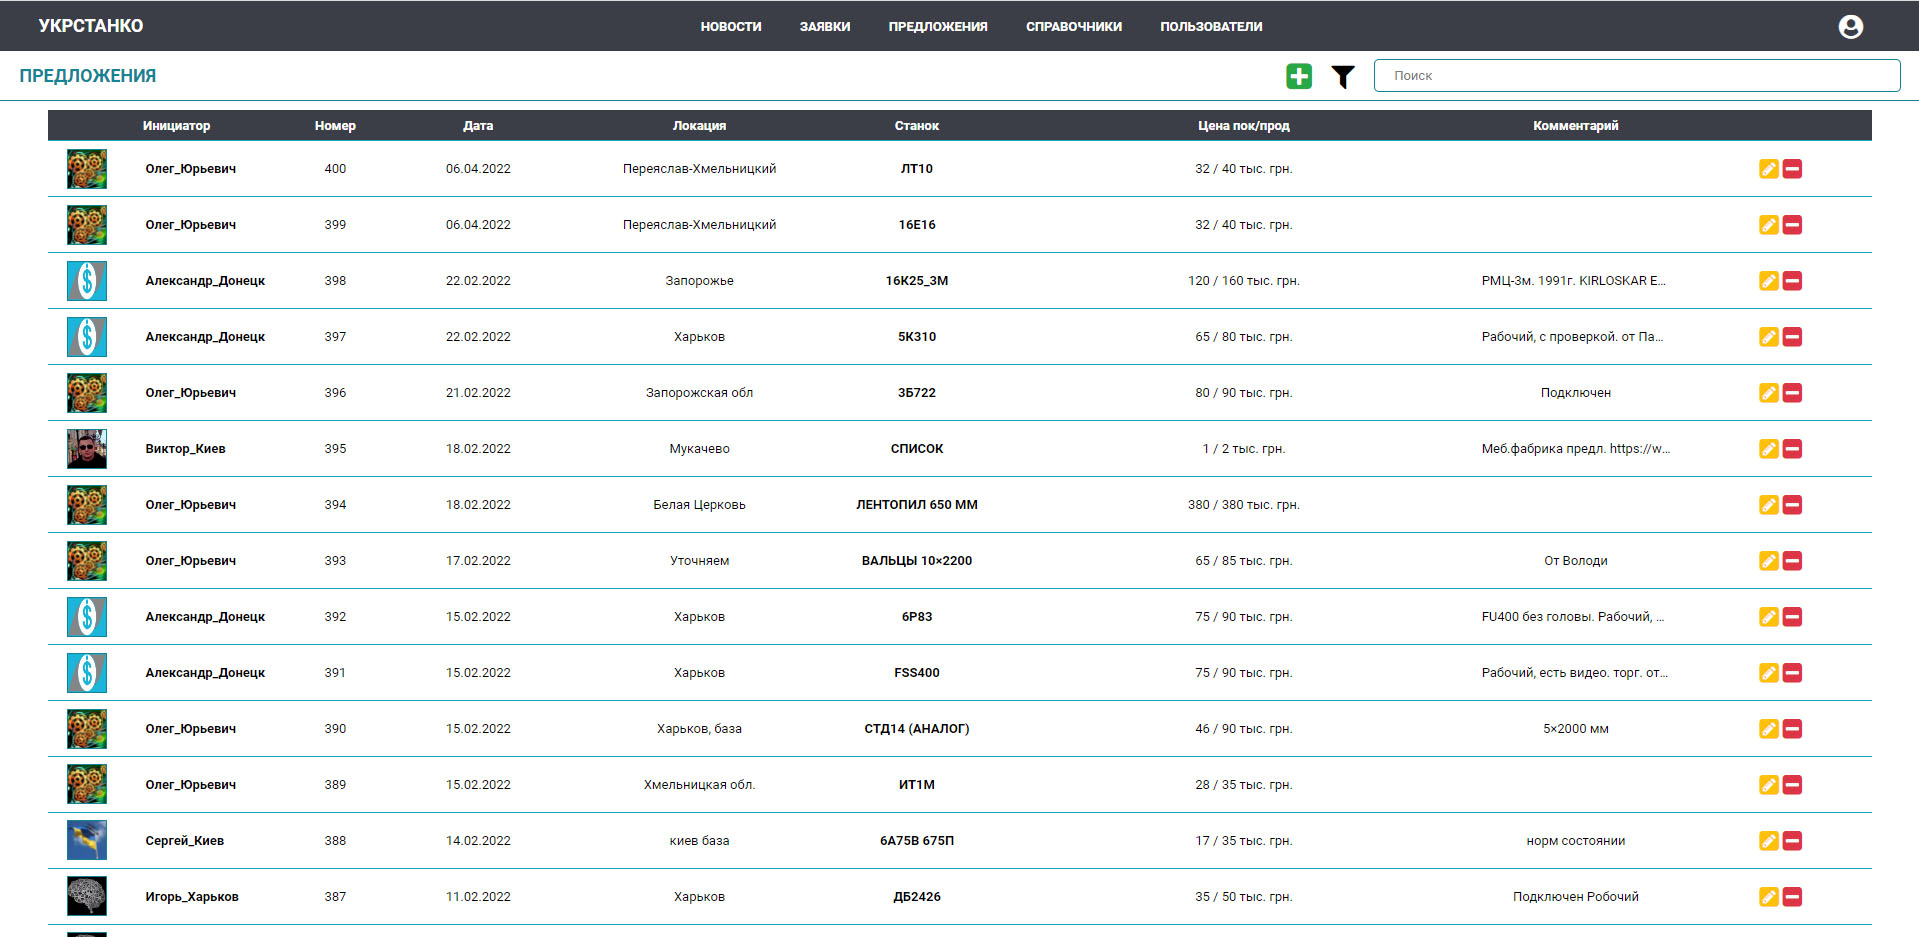 УКРСТАНКО НОВОСТИ ЗАЯВКИ ПРЕДЛОЖЕНИЯ СПРАВОЧНИКИ ПОЛЬЗОВАТЕЛИ
ПРЕДЛОЖЕНИЯ Поиск
Инициатор Номер Дата Локация Станок Цена пок/прод Комментарий
Олег_Юрьевич 400 06.04.2022 Переяслав-Хмельницкий ЛТ10 32 / 40 тыс. грн.
Олег_Юрьевич 399 06.04.2022 Переяслав-Хмельницкий 16Е16 32 / 40 тыс. грн.
Александр_Донецк 398 22.02.2022 Запорожье 16К25_3М 120 / 160 тыс. грн. РМЦ-3м. 1991г. KIRLOSKAR E...
Александр_Донецк 397 22.02.2022 Харьков 5К310 65 / 80 тыс. грн. Рабочий, с проверкой. от Па...
Олег_Юрьевич 396 21.02.2022 Запорожская обл 3Б722 80 / 90 тыс. грн. Подключен
Виктор_Киев 395 18.02.2022 Мукачево СПИСОК 1 / 2 тыс. грн. Меб.фабрика предл. https://w...
Олег_Юрьевич 394 18.02.2022 Белая Церковь ЛЕНТОПИЛ 650 ММ 380 / 380 тыс. грн.
Олег_Юрьевич 393 17.02.2022 Уточняем ВАЛЬЦЫ 10×2200 65 / 85 тыс. грн. От Володи
Александр_Донецк 392 15.02.2022 Харьков 6Р83 75 / 90 тыс. грн. FU400 без головы. Рабочий, ...
Александр_Донецк 391 15.02.2022 Харьков FSS400 75 / 90 тыс. грн. Рабочий, есть видео. торг. от...
Олег_Юрьевич 390 15.02.2022 Харьков, база СТД14 (АНАЛОГ) 46 / 90 тыс. грн. 5×2000 мм
Олег_Юрьевич 389 15.02.2022 Хмельницкая обл. ИТ1М 28 / 35 тыс. грн.
Сергей_Киев 388 14.02.2022 киев база 6А75В 675П 17 / 35 тыс. грн. норм состоянии
Игорь_Харьков 387 11.02.2022 Харьков ДБ2426 35 / 50 тыс. грн. Подключен Робочий